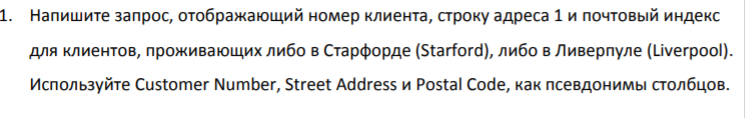 1. Напишите запрос, отображающий номер клиента, строку адреса 1 и почтовый индекс
для клиентов, проживающих либо в Старфорде (Starford), либо в Ливерпуле (Liverpool).
Используйте Customer Number, Street Address и Postal Code, как псевдонимы столбцов.